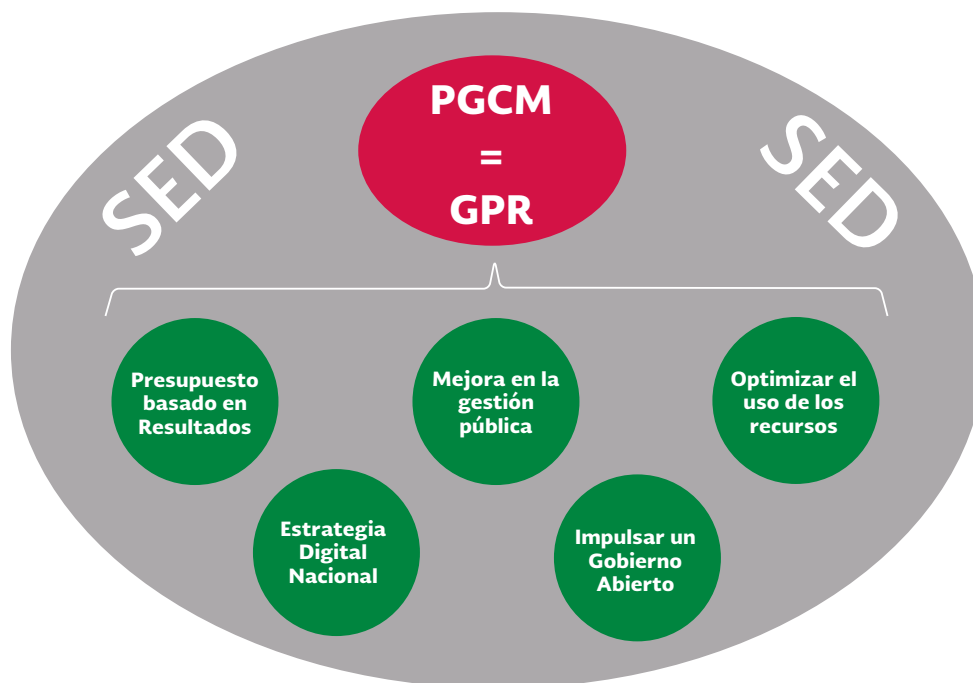 PGCM
=
GPR
SED
SED
Presupuesto
basado en
Resultados
Mejora en la
gestión
pública
Optimizar el
uso de los
recursos
Estrategia
Digital
Nacional
Impulsar un
Gobierno
Abierto